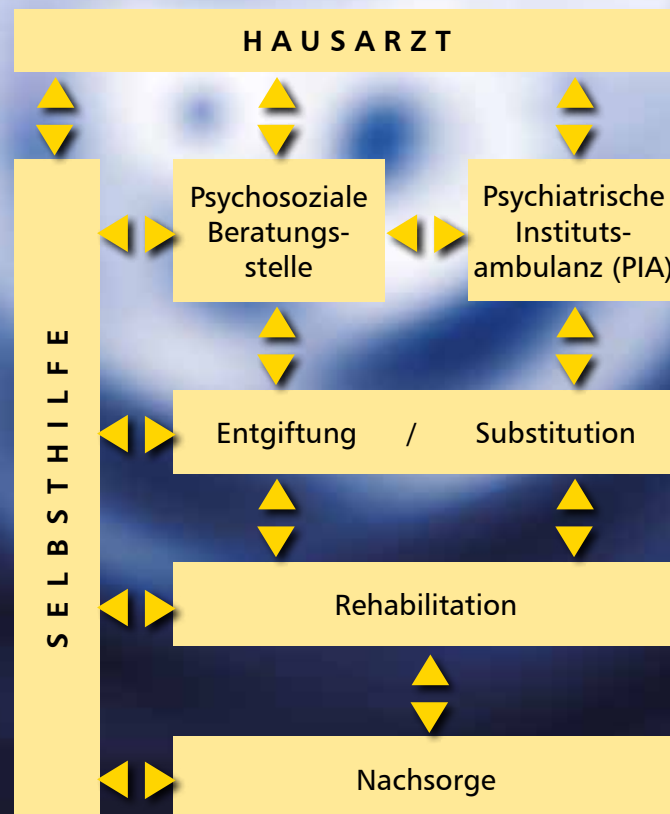 HAUSARZT
Psychosoziale
Beratungs-
stelle
Psychiatrische
Instituts-
ambulanz (PIA)
SELBSTHILFE
Entgiftung / Substitution
Rehabilitation
Nachsorge